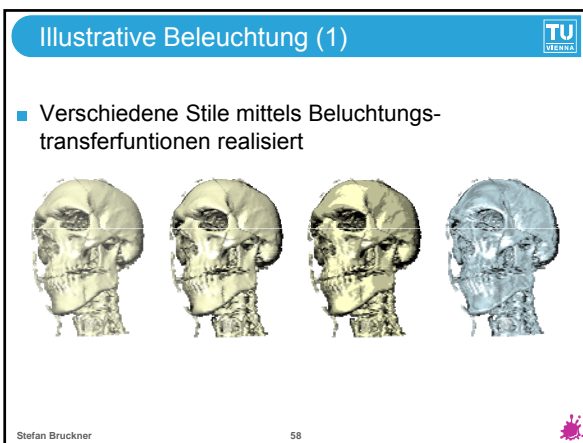 Illustrative Beleuchtung (1)
TU
VIENNA
Verschiedene Stile mittels Beluchtungs-
transferfuntionen realisiert
Stefan Bruckner
58